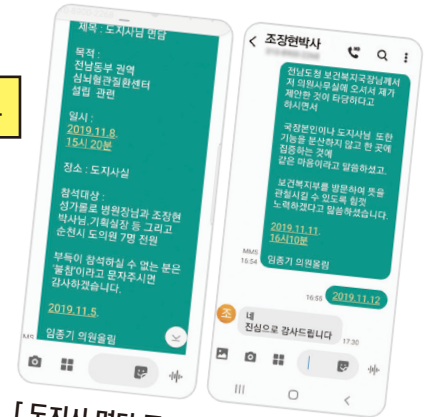 제목 : 도지사님 면담
목적 :
전남동부 권역
심뇌혈관질환센터
설립 관련
일시 :
2019.11.8.
15시 20분
장소 : 도지사실
참석대상 :
성가롤로 병원장님과 조장현
박사님.기획실장 등 그리고
순천시 도의원 7명 전원
부득이 참석하실 수 없는 분은
'불참'이라고 문자주시면
감사하겠습니다.
2019.11.5.
임종기 의원올림
조장현박사
전남도청 보건복지국장님께서
저 의원사무실에 오셔서 제가
제안한 것이 타당하다고
하시면서
국장본인이나 도지사님 또한
기능을 분산하지 않고 한 곳에
집중하는 것에
같은 마음이라고 말씀하셨고.
보건복지부를 방문하여 뜻을
관철시킬 수 있도록 힘껏
노력하겠다고 말씀하셨습니다.
2019.11.11.
16시10분
임종기 의원올림
MMS
15:54
16:55
2019.11.12
조
네
진심으로 감사드립니다
17:30